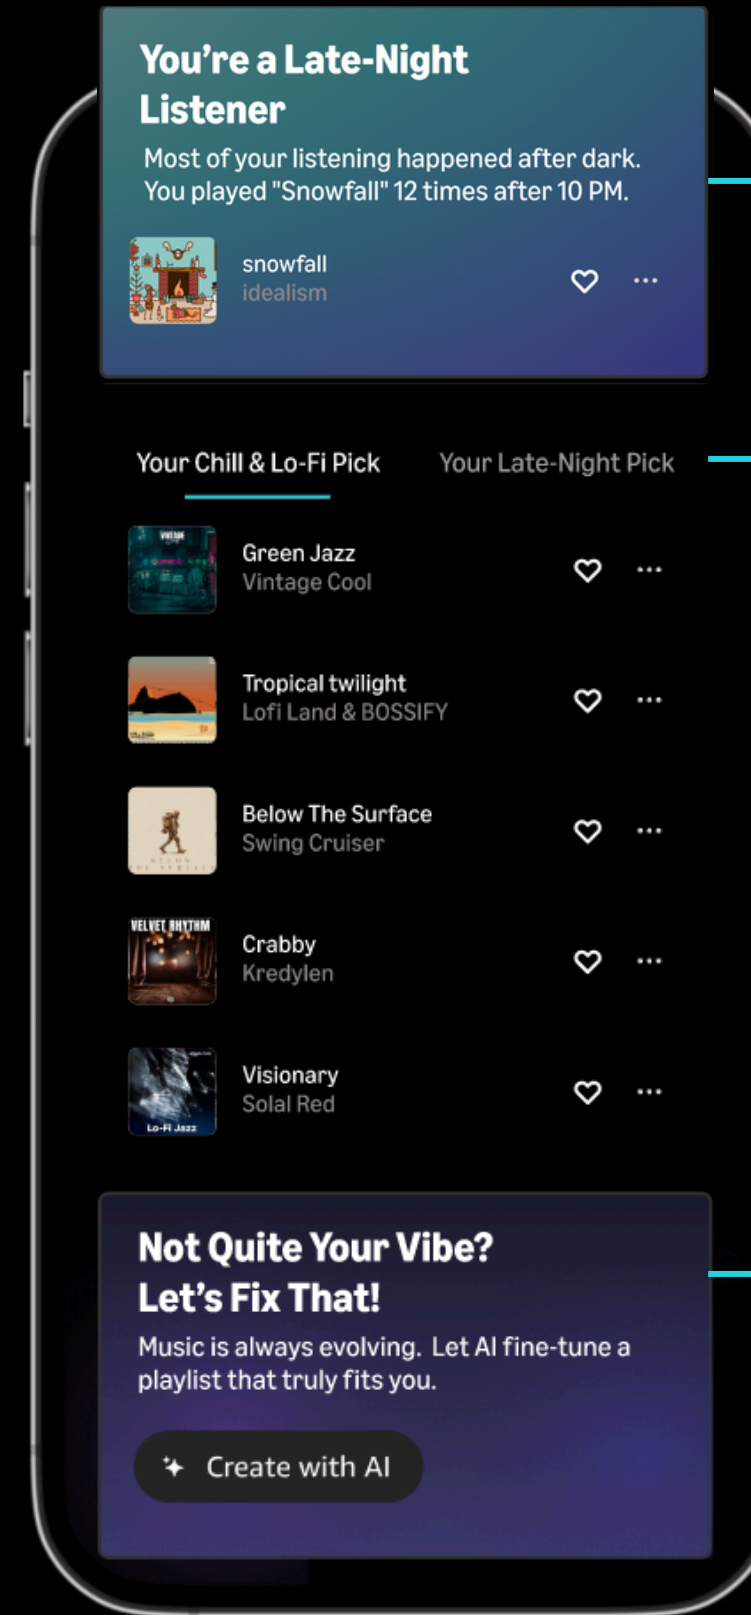 You're a Late-Night
Listener
Most of your listening happened after dark.
You played "Snowfall" 12 times after 10 PM.
snowfall
idealism
Your Chill & Lo-Fi Pick
Your Late-Night Pick
VINTAGE
Green Jazz
Vintage Cool
Tropical twilight
Lofi Land & BOSSIFY
Below The Surface
Swing Cruiser
BELOW
THE SURFACE
VELVET RHYTHM
Crabby
Kredylen
Visionary
Solal Red
Lo-Fi Jazz
Not Quite Your Vibe?
Let's Fix That!
Music is always evolving.  Let AI fine-tune a
playlist that truly fits you.
Create with AI